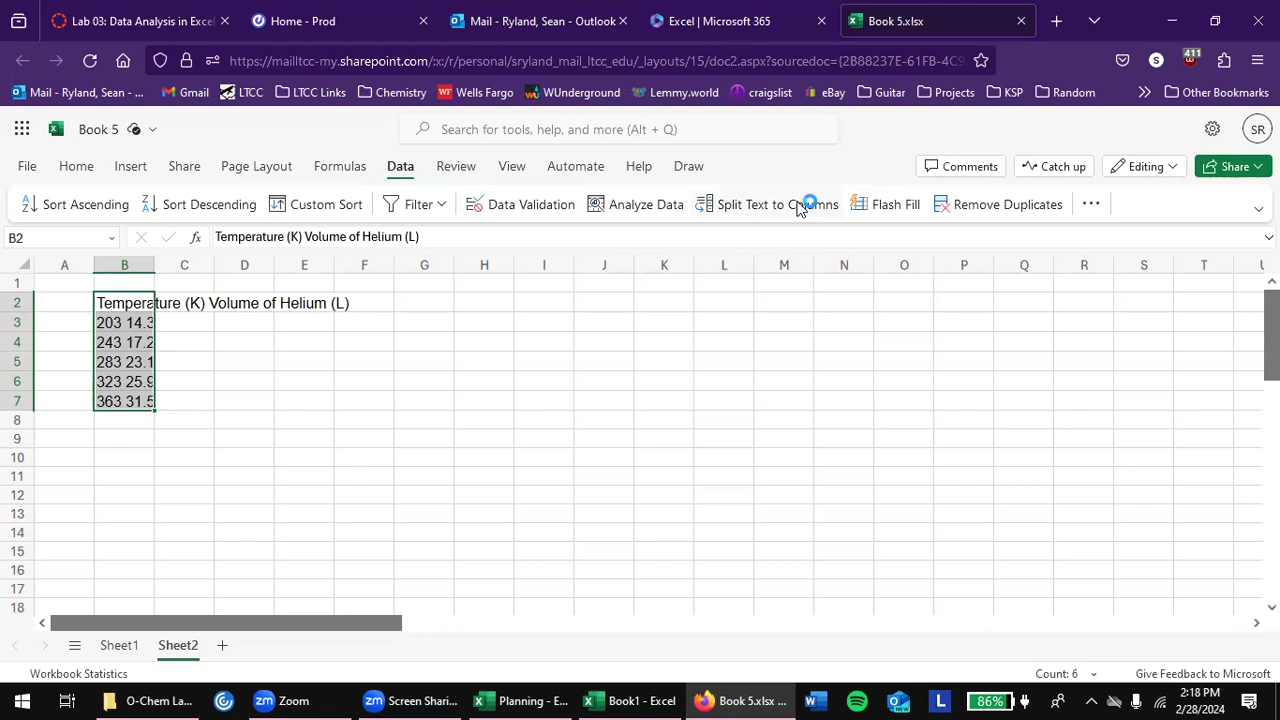 Lab 03: Data Analysis in Excel
Home - Prod
Mail - Ryland, Sean - Outlook
Excel | Microsoft 365
Book 5.xlsx
https://mailltcc-my.sharepoint.com/:x:/r/personal/sryland_mail_ltcc_edu/_layouts/15/doc2.aspx?sourcedoc={2B88237E-61FB-4C9
S
411
Mail - Ryland, Sean - ...
Gmail
LTCC
LTCC Links
Chemistry
Wells Fargo
WUnderground
Lemmy.world
craigslist
eBay
Guitar
Projects
KSP
Random
Other Bookmarks
Book 5
Search for tools, help, and more (Alt + Q)
SR
File Home Insert Share Page Layout Formulas Data Review View Automate Help Draw
Comments
Catch up
Editing
Share
Sort Ascending
Sort Descending
Custom Sort
Filter
Data Validation
Analyze Data
Split Text to Columns
Flash Fill
Remove Duplicates
B2
fx
Temperature (K) Volume of Helium (L)
A B C D E F G H I J K L M N O P Q R S T U
1
2 Temperature (K) Volume of Helium (L)
3 203 14.3
4 243 17.2
5 283 23.1
6 323 25.9
7 363 31.5
8
9
10
11
12
13
14
15
16
17
18
Sheet1
Sheet2
Workbook Statistics
Count: 6
Give Feedback to Microsoft
O-Chem La...
zm
Zoom
zm
Screen Shari...
Planning - E...
Book1 - Excel
Book 5.xlsx ...
L
86%
2:18 PM
2/28/2024